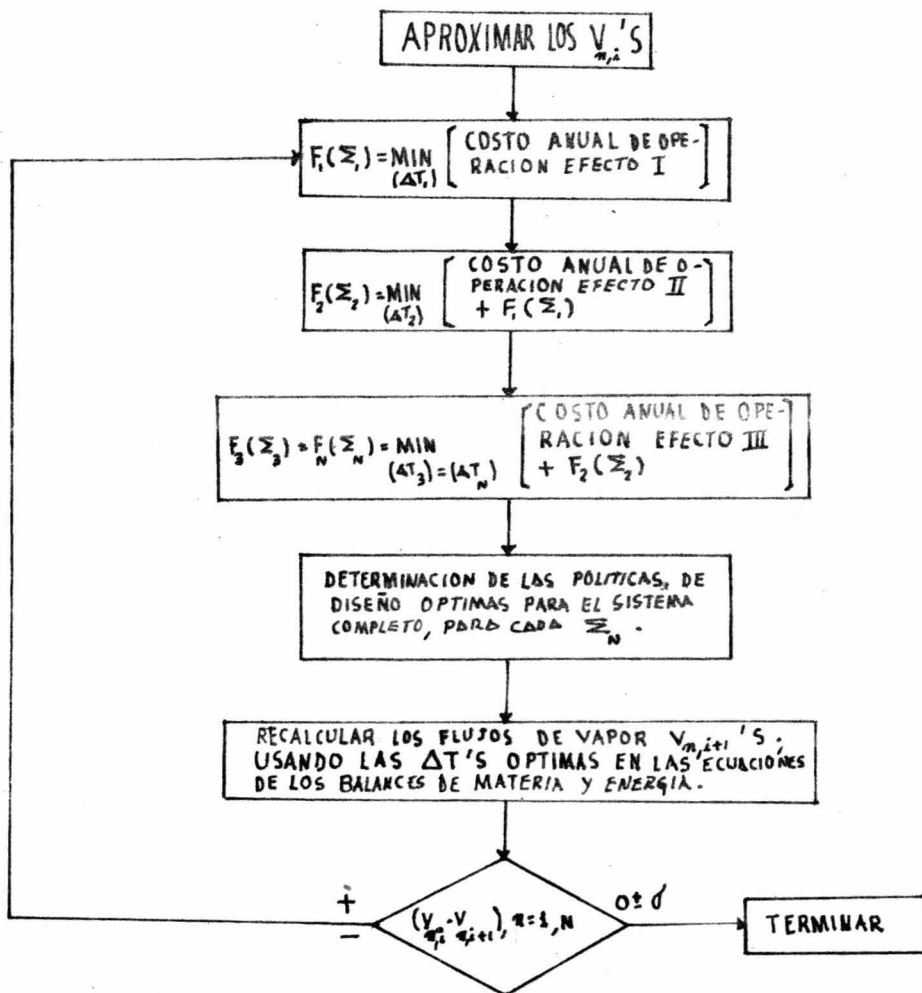 APROXIMAR LOS V n,i 'S
F₁(Σ₁) = MIN (ΔT₁) [COSTO ANUAL DE OPE-
RACION EFECTO I]
F₂(Σ₂) = MIN (ΔT₂) [COSTO ANUAL DE O-
PERACION EFECTO II
+ F₁(Σ₁)]
F₃(Σ₃) = F_N(Σ_N) = MIN (ΔT₃) = (ΔT_N) [COSTO ANUAL DE OPE-
RACION EFECTO III
+ F₂(Σ₂)]
DETERMINACION DE LAS POLITICAS, DE
DISEÑO OPTIMAS PARA EL SISTEMA
COMPLETO, PARA CADA Σ_N.
RECALCULAR LOS FLUJOS DE VAPOR V n,i+1 'S;
USANDO LAS ΔT'S OPTIMAS EN LAS ECUACIONES
DE LOS BALANCES DE MATERIA Y ENERGIA.
+
-
(V n,i - V n,i+1), n=1,N
0 ± δ
TERMINAR